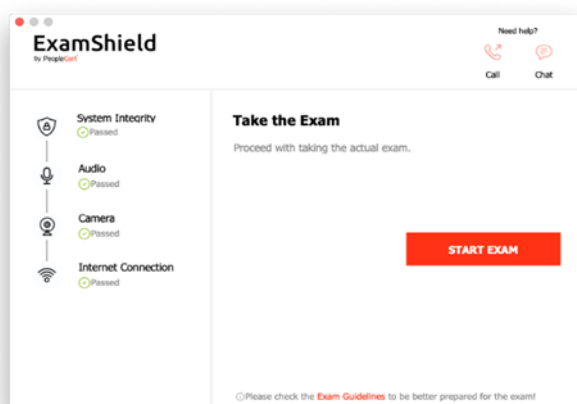 Need help?
ExamShield
by PeopleCert
Call
Chat
System Integrity
Passed
Audio
Passed
Camera
Passed
Internet Connection
Passed
Take the Exam
Proceed with taking the actual exam.
START EXAM
Please check the Exam Guidelines to be better prepared for the exam!